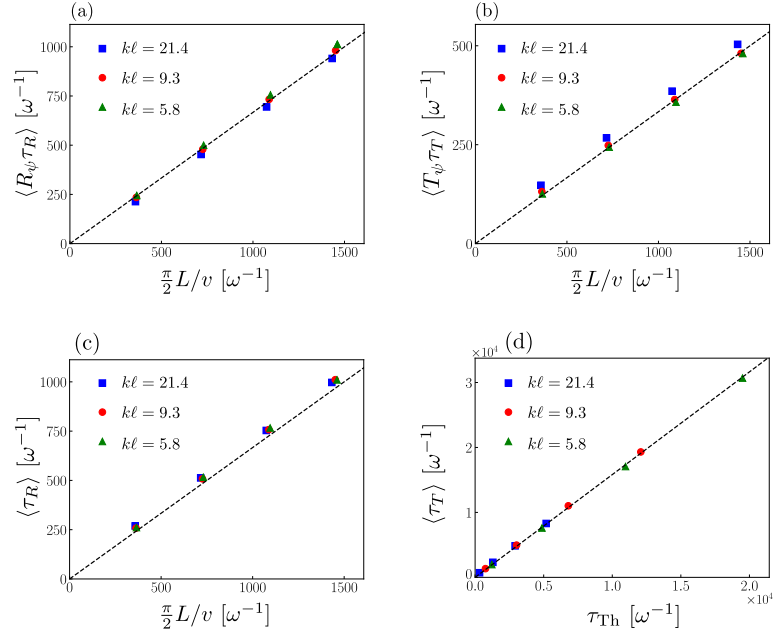 (a)
1000
750
500
250
0
⟨R_ψ τ_R⟩ [ω⁻¹]
kℓ = 21.4
kℓ = 9.3
kℓ = 5.8
0 500 1000 1500
π/2 L/v [ω⁻¹]
(b)
500
250
0
⟨T_ψ τ_T⟩ [ω⁻¹]
kℓ = 21.4
kℓ = 9.3
kℓ = 5.8
0 500 1000 1500
π/2 L/v [ω⁻¹]
(c)
1000
750
500
250
0
⟨τ_R⟩ [ω⁻¹]
kℓ = 21.4
kℓ = 9.3
kℓ = 5.8
0 500 1000 1500
π/2 L/v [ω⁻¹]
(d)
×10⁴
3
2
1
0
⟨τ_T⟩ [ω⁻¹]
kℓ = 21.4
kℓ = 9.3
kℓ = 5.8
0.0 0.5 1.0 1.5 2.0
×10⁴
τ_Th [ω⁻¹]